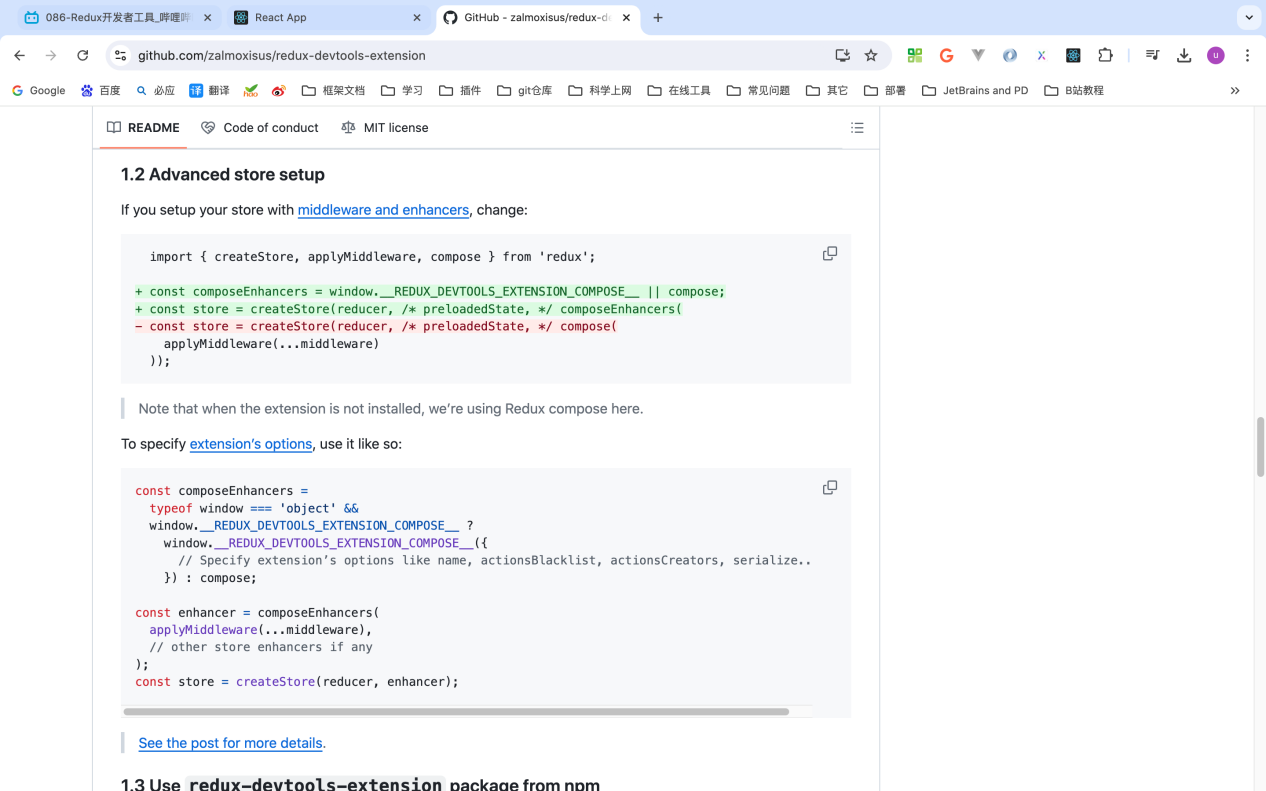 086-Redux开发者工具_哔哩哔
React App
GitHub - zalmoxisus/redux-de
github.com/zalmoxisus/redux-devtools-extension
Google
百度
必应
翻译
框架文档
学习
插件
git仓库
科学上网
在线工具
常见问题
其它
部署
JetBrains and PD
B站教程
README
Code of conduct
MIT license
1.2 Advanced store setup
If you setup your store with middleware and enhancers, change:
  import { createStore, applyMiddleware, compose } from 'redux';
+ const composeEnhancers = window.__REDUX_DEVTOOLS_EXTENSION_COMPOSE__ || compose;
+ const store = createStore(reducer, /* preloadedState, */ composeEnhancers(
- const store = createStore(reducer, /* preloadedState, */ compose(
    applyMiddleware(...middleware)
  ));
Note that when the extension is not installed, we’re using Redux compose here.
To specify extension’s options, use it like so:
const composeEnhancers =
  typeof window === 'object' &&
  window.__REDUX_DEVTOOLS_EXTENSION_COMPOSE__ ?
    window.__REDUX_DEVTOOLS_EXTENSION_COMPOSE__({
      // Specify extension’s options like name, actionsBlacklist, actionsCreators, serialize..
    }) : compose;
const enhancer = composeEnhancers(
  applyMiddleware(...middleware),
  // other store enhancers if any
);
const store = createStore(reducer, enhancer);
See the post for more details.
1.3 Use redux-devtools-extension package from npm